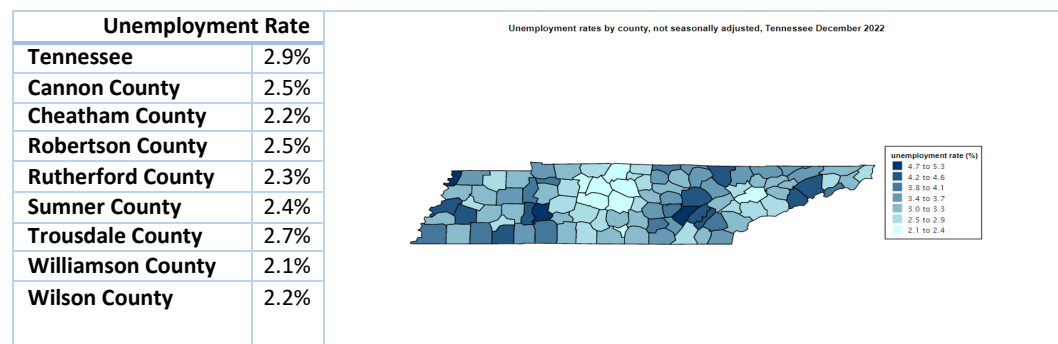 Unemployment Rate
Tennessee 2.9%
Cannon County 2.5%
Cheatham County 2.2%
Robertson County 2.5%
Rutherford County 2.3%
Sumner County 2.4%
Trousdale County 2.7%
Williamson County 2.1%
Wilson County 2.2%
Unemployment rates by county, not seasonally adjusted, Tennessee December 2022
unemployment rate (%)
4.7 to 5.3
4.2 to 4.6
3.8 to 4.1
3.4 to 3.7
3.0 to 3.3
2.5 to 2.9
2.1 to 2.4